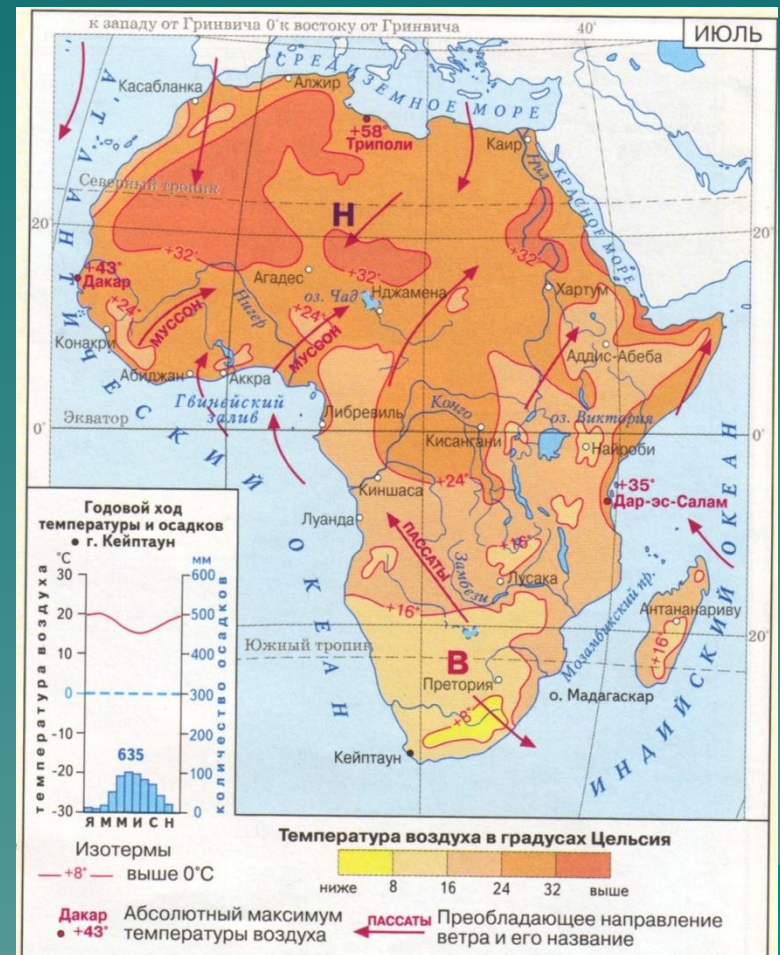 к западу от Гринвича 0° к востоку от Гринвича
40°
ИЮЛЬ
СРЕДИЗЕМНОЕ МОРЕ
Касабланка
Алжир
+58°
Триполи
Каир
Нил
КРАСНОЕ МОРЕ
АТЛАНТИЧЕСКИЙ ОКЕАН
Северный тропик
20°
20°
Н
+32°
+32°
+32°
+43°
Дакар
Агадес
оз. Чад
Нджамена
Хартум
+24°
МУССОН
Нигер
+24°
МУССОН
Конакри
Аддис-Абеба
Абиджан
Аккра
Гвинейский
залив
Либревиль
Конго
оз. Виктория
Экватор
0°
0°
Кисангани
Найроби
+24°
+35°
Дар-эс-Салам
Киншаса
Луанда
ПАССАТЫ
+16°
Замбези
Лусака
+16°
Мозамбикский пр.
Антананариву
+16°
20°
Южный тропик
В
Претория
о. Мадагаскар
+8°
Кейптаун
ИНДИЙСКИЙ ОКЕАН
Годовой ход
температуры и осадков
• г. Кейптаун
°С
мм
30
600
20
500
10
400
0
300
-10
200
-20
100
-30
0
635
температура воздуха
количество осадков
Я М М И С Н
Изотермы
+8° выше 0°С
Температура воздуха в градусах Цельсия
ниже 8 16 24 32 выше
Дакар
• +43°
Абсолютный максимум
температуры воздуха
ПАССАТЫ
Преобладающее направление
ветра и его название